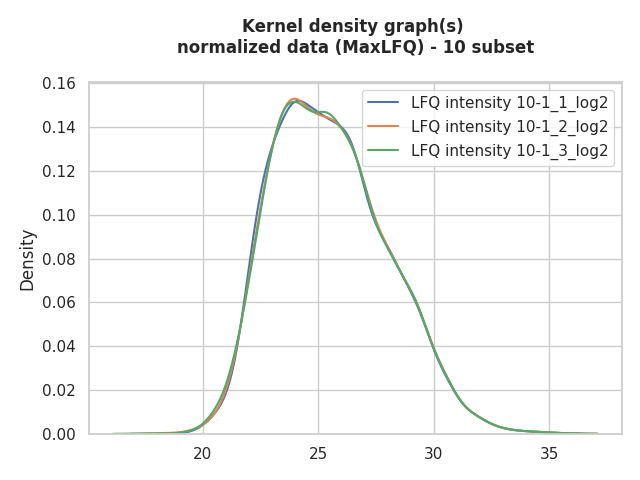 Kernel density graph(s)
normalized data (MaxLFQ) - 10 subset
LFQ intensity 10-1_1_log2
LFQ intensity 10-1_2_log2
LFQ intensity 10-1_3_log2
Density
0.16
0.14
0.12
0.10
0.08
0.06
0.04
0.02
0.00
20
25
30
35